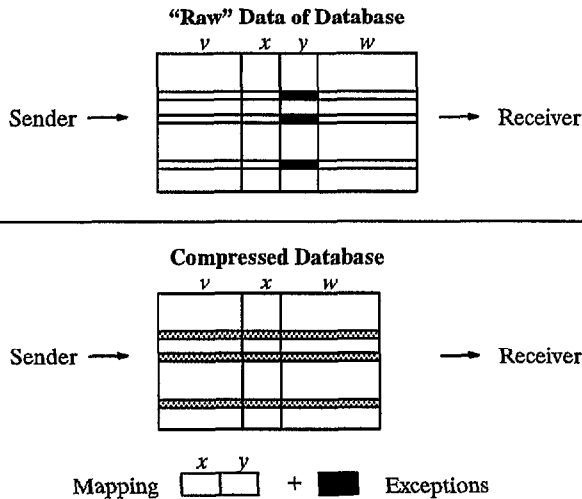 “Raw” Data of Database
v x y w
Sender Receiver
Compressed Database
v x w
Sender Receiver
x y
Mapping + Exceptions